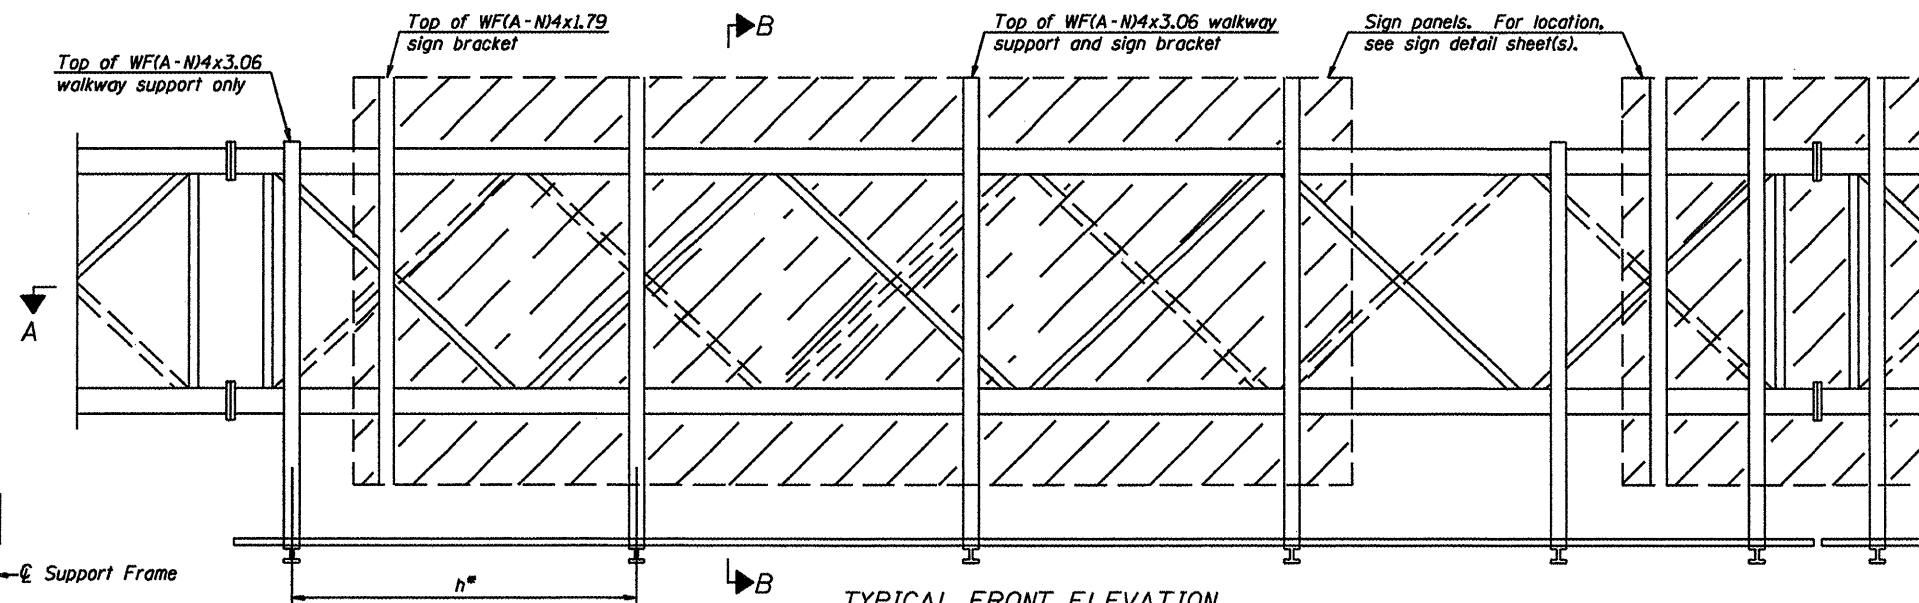 Top of WF(A-N)4x1.79
sign bracket
B
Top of WF(A-N)4x3.06 walkway
support and sign bracket
Sign panels. For location,
see sign detail sheet(s).
Top of WF(A-N)4x3.06
walkway support only
A
℄ Support Frame
h*
B
TYPICAL FRONT ELEVATION